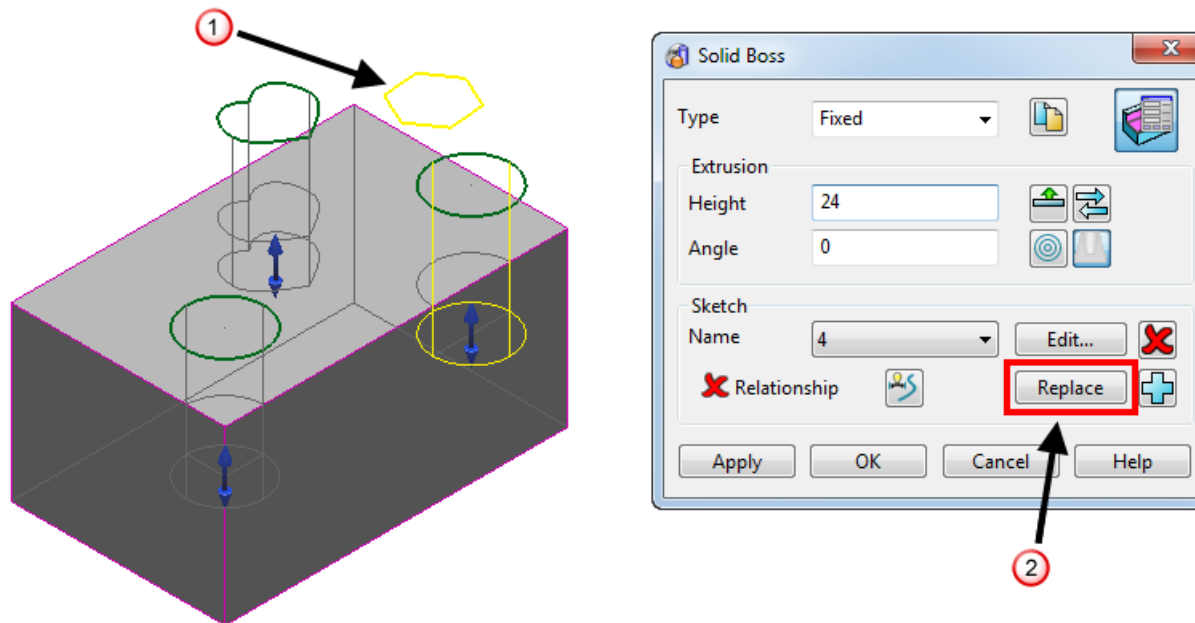 1
Solid Boss
Type Fixed
Extrusion
Height 24
Angle 0
Sketch
Name 4 Edit...
Relationship Replace
Apply OK Cancel Help
2